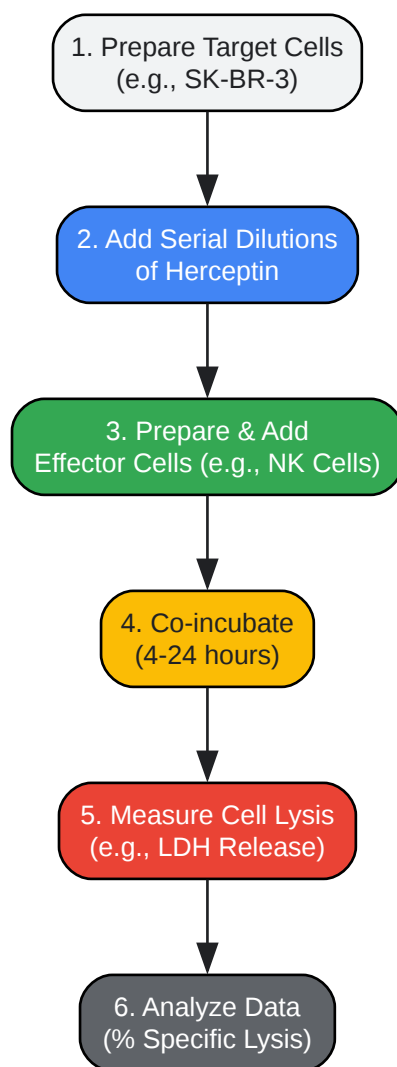 1. Prepare Target Cells
(e.g., SK-BR-3)
2. Add Serial Dilutions
of Herceptin
3. Prepare & Add
Effector Cells (e.g., NK Cells)
4. Co-incubate
(4-24 hours)
5. Measure Cell Lysis
(e.g., LDH Release)
6. Analyze Data
(% Specific Lysis)